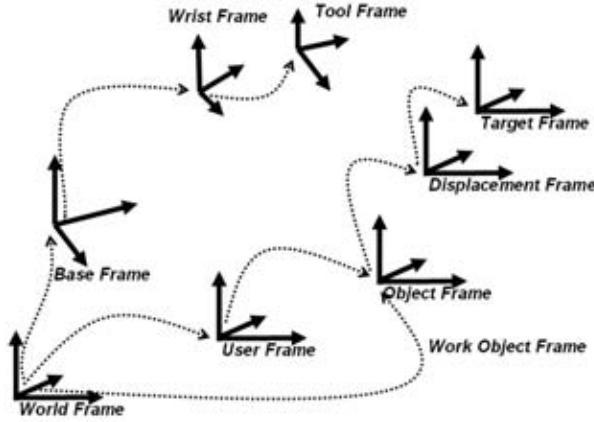 Wrist Frame
Tool Frame
Target Frame
Displacement Frame
Base Frame
Object Frame
User Frame
Work Object Frame
World Frame